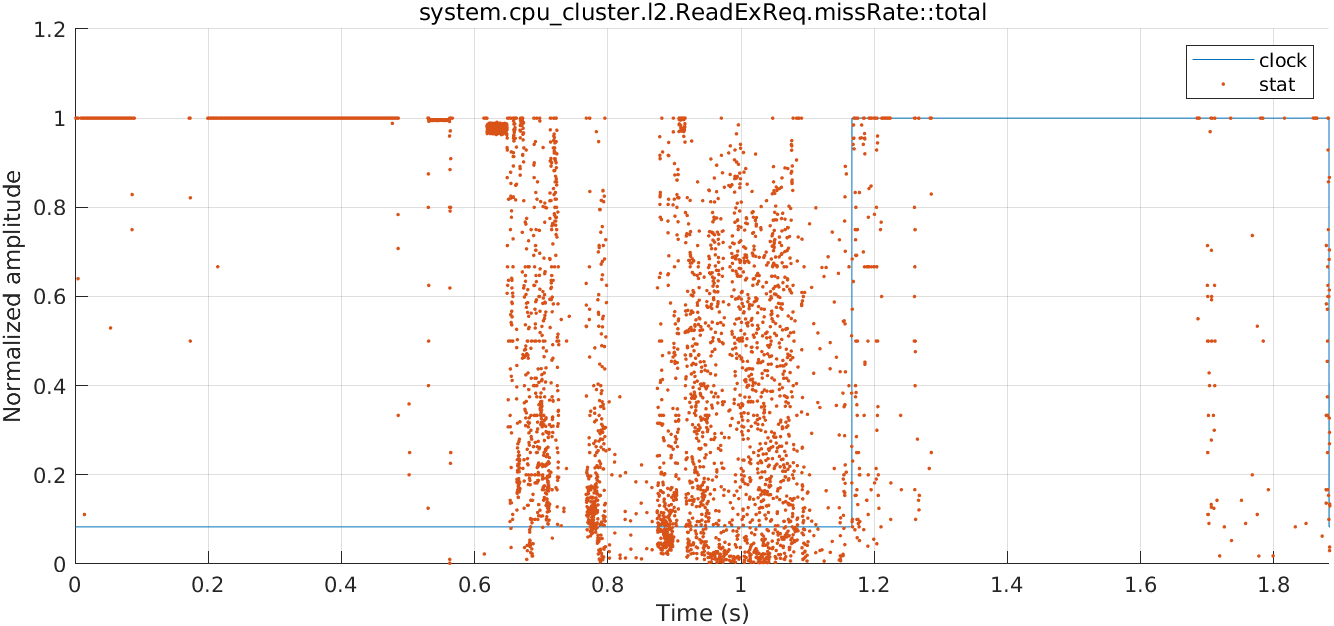 system.cpu_cluster.l2.ReadExReq.missRate::total
1.2
1
0.8
0.6
0.4
0.2
0
Normalized amplitude
clock
stat
0 0.2 0.4 0.6 0.8 1 1.2 1.4 1.6 1.8
Time (s)